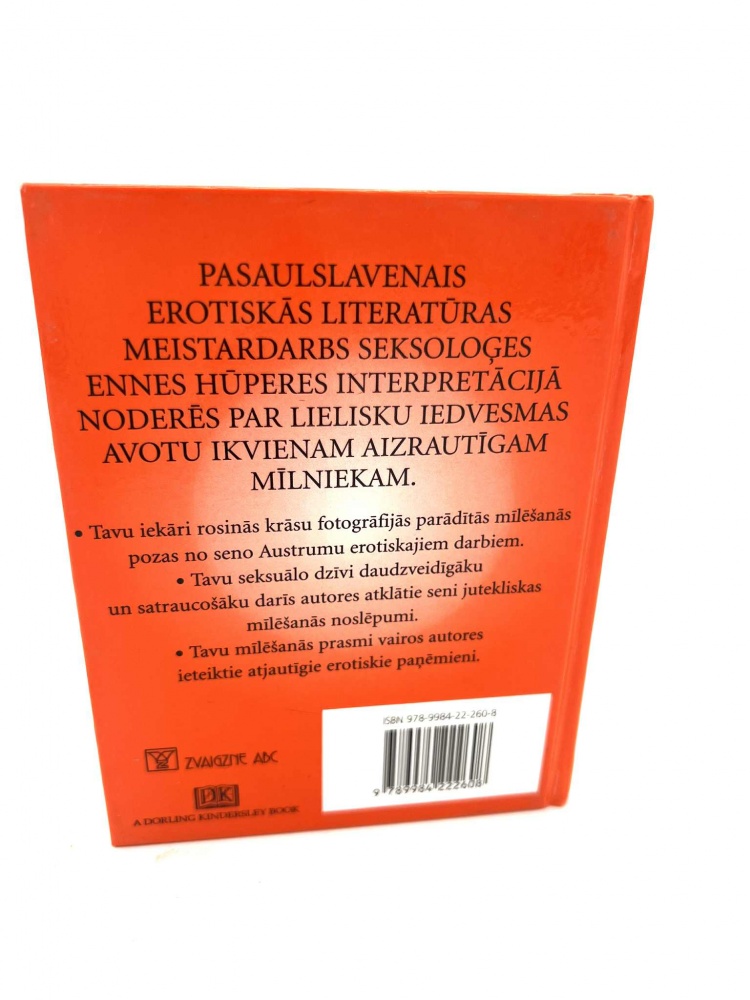 PASAULSLAVENAIS
EROTISKĀS LITERATŪRAS
MEISTARDARBS SEKSOLOĢES
ENNES HŪPERES INTERPRETĀCIJĀ
NODERĒS PAR LIELISKU IEDVESMAS
AVOTU IKVIENAM AIZRAUTĪGAM
MĪLNIEKAM.
• Tavu iekāri rosinās krāsu fotogrāfijās parādītās mīlēšanās
pozas no seno Austrumu erotiskajiem darbiem.
• Tavu seksuālo dzīvi daudzveidīgāku
un satraucošāku darīs autores atklātie seni jutekliskas
mīlēšanās noslēpumi.
• Tavu mīlēšanās prasmi vairos autores
ieteiktie atjautīgie erotiskie paņēmieni.
ISBN 978-9984-22-260-8
9 789984 222608
ZVAIGZNE ABC
DK
A DORLING KINDERSLEY BOOK